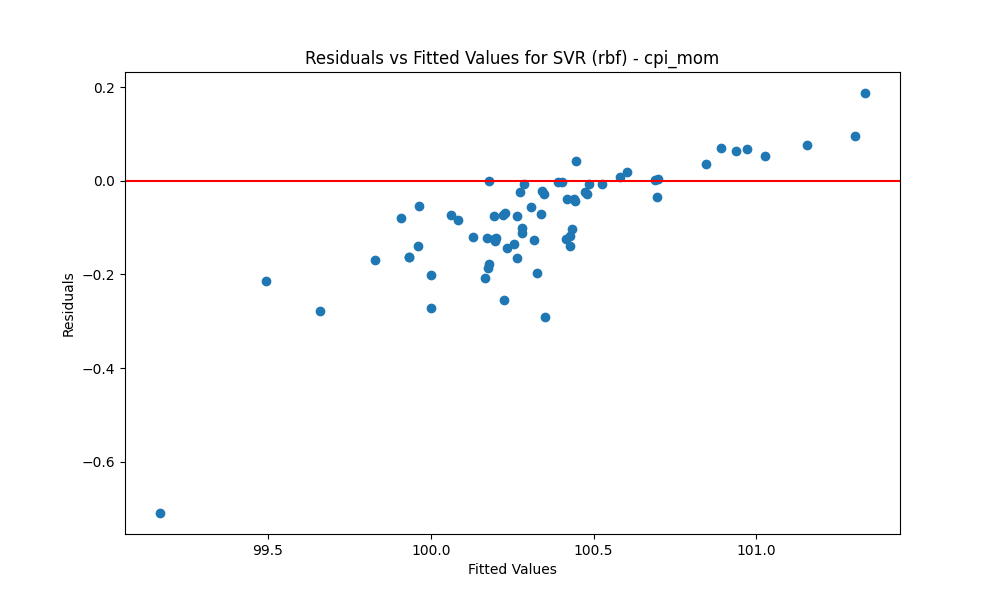 Residuals vs Fitted Values for SVR (rbf) - cpi_mom
0.2
0.0
−0.2
−0.4
−0.6
Residuals
99.5 100.0 100.5 101.0
Fitted Values